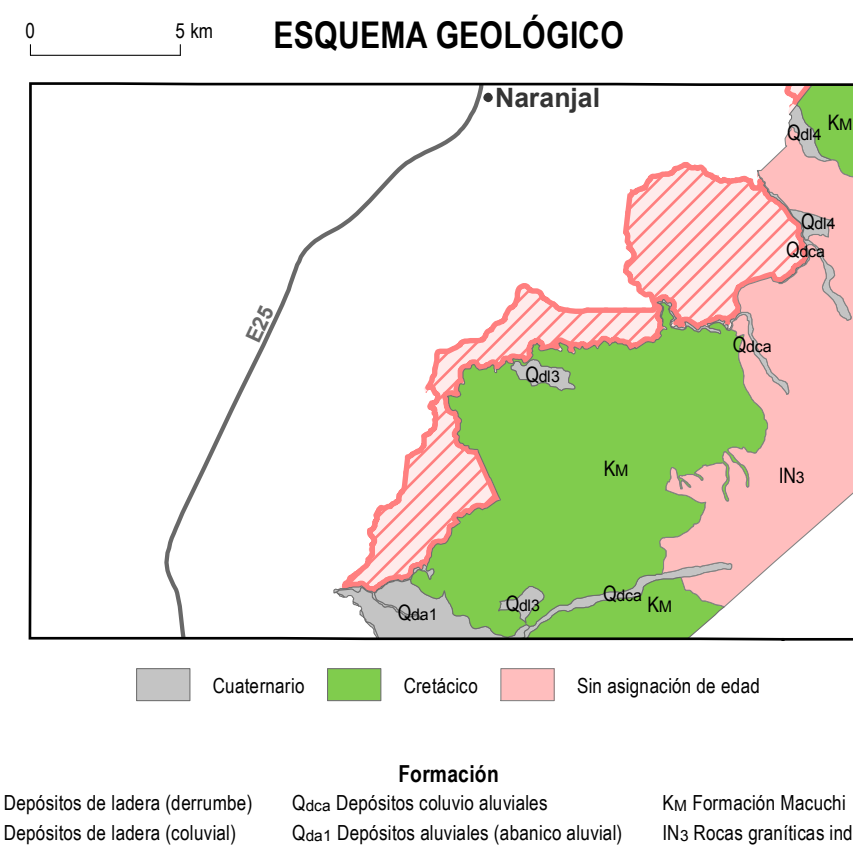 0 5 km ESQUEMA GEOLÓGICO
Naranjal
KM
Qdl4
Qdl4
Qdca
E25
Qdca
Qdl3
KM
IN3
Qdl3
Qdca
KM
Qda1
Cuaternario Cretácico Sin asignación de edad
Formación
Depósitos de ladera (derrumbe) Qdca Depósitos coluvio aluviales KM Formación Macuchi
Depósitos de ladera (coluvial) Qda1 Depósitos aluviales (abanico aluvial) IN3 Rocas graníticas ind